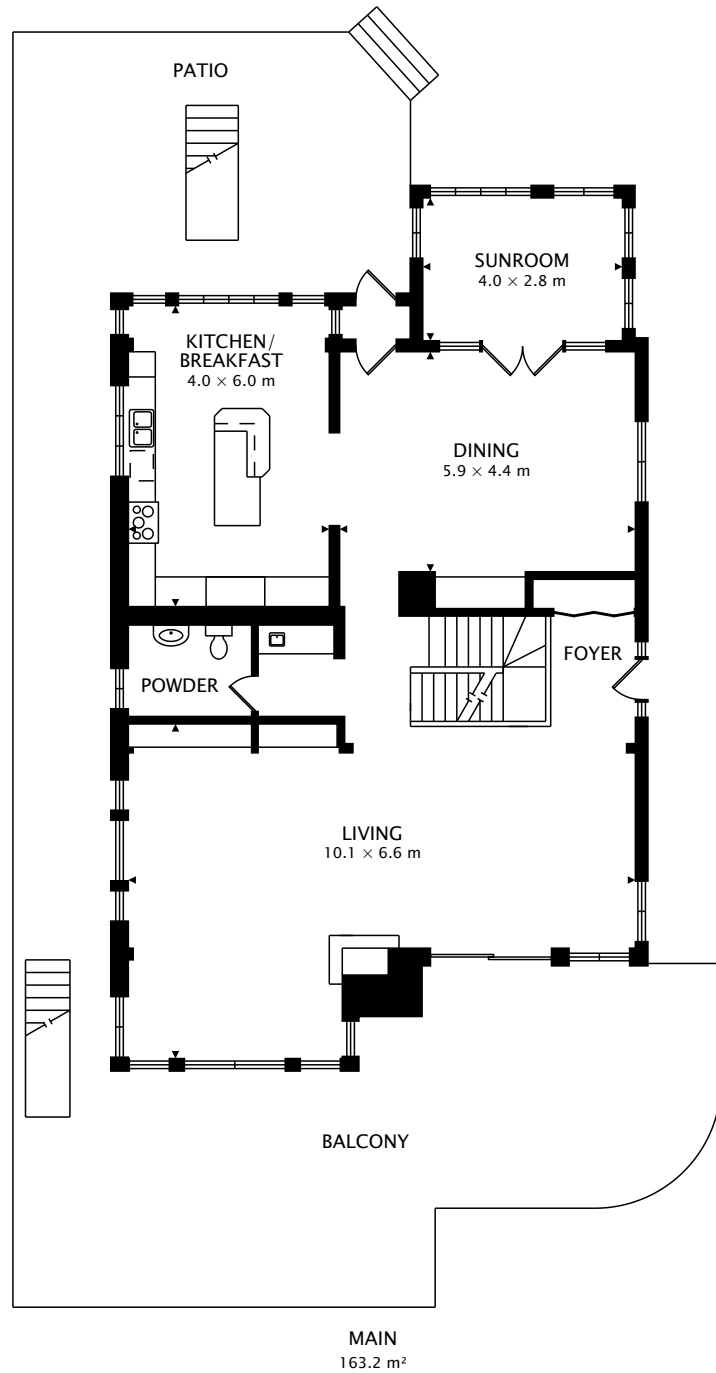 PATIO
SUNROOM
4.0 × 2.8 m
KITCHEN/
BREAKFAST
4.0 × 6.0 m
DINING
5.9 × 4.4 m
FOYER
POWDER
LIVING
10.1 × 6.6 m
BALCONY
MAIN
163.2 m²